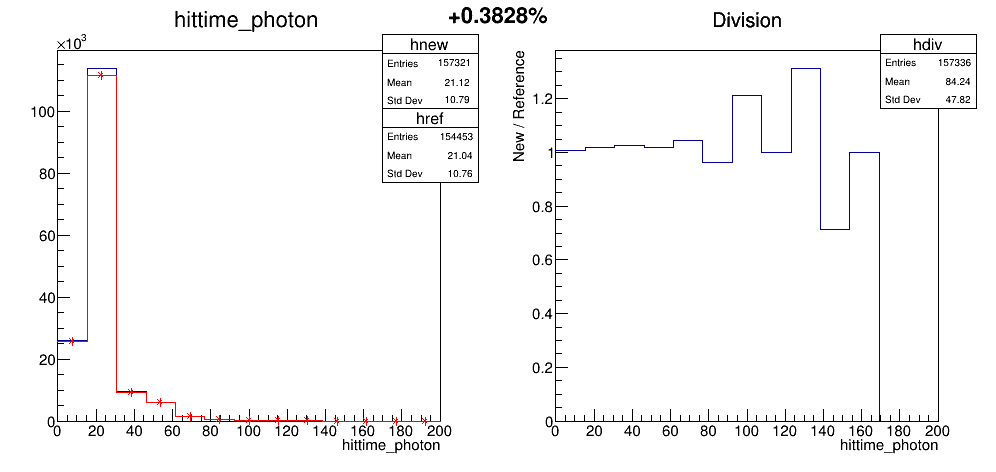 hittime_photon
+0.3828%
Division
×10³
hnew
Entries 157321
Mean 21.12
Std Dev 10.79
href
Entries 154453
Mean 21.04
Std Dev 10.76
100
80
60
40
20
0
0 20 40 60 80 100 120 140 160 180 200
hittime_photon
hdiv
Entries 157336
Mean 84.24
Std Dev 47.82
New / Reference
1.2
1
0.8
0.6
0.4
0.2
0
0 20 40 60 80 100 120 140 160 180 200
hittime_photon